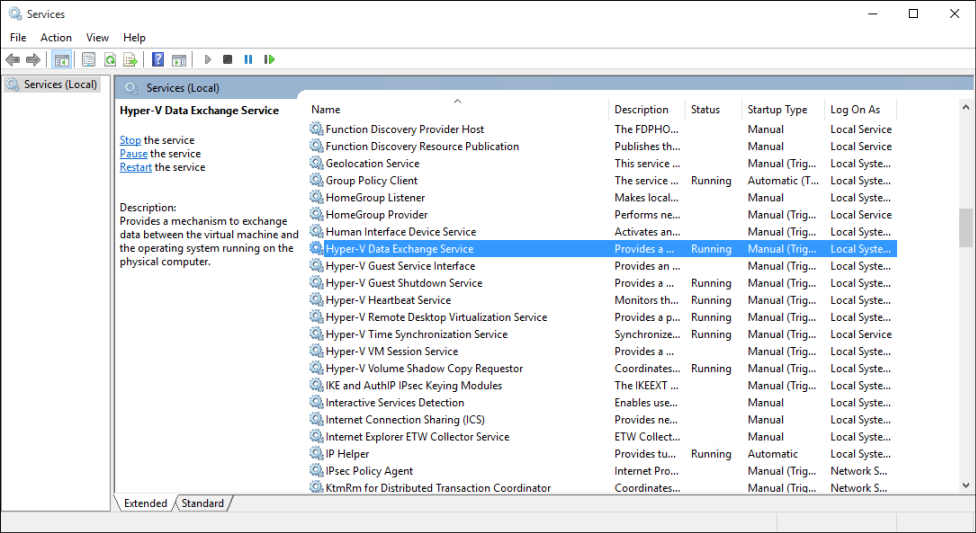 Services
File Action View Help
Services (Local)
Services (Local)
Hyper-V Data Exchange Service
Stop the service
Pause the service
Restart the service
Description:
Provides a mechanism to exchange
data between the virtual machine and
the operating system running on the
physical computer.
Name Description Status Startup Type Log On As
Function Discovery Provider Host The FDPHO... Manual Local Service
Function Discovery Resource Publication Publishes th... Manual Local Service
Geolocation Service This service ... Manual (Trig... Local Syste...
Group Policy Client The service ... Running Automatic (T... Local Syste...
HomeGroup Listener Makes local... Manual Local Syste...
HomeGroup Provider Performs ne... Manual (Trig... Local Service
Human Interface Device Service Activates an... Manual (Trig... Local Syste...
Hyper-V Data Exchange Service Provides a ... Running Manual (Trig... Local Syste...
Hyper-V Guest Service Interface Provides an ... Manual (Trig... Local Syste...
Hyper-V Guest Shutdown Service Provides a ... Running Manual (Trig... Local Syste...
Hyper-V Heartbeat Service Monitors th... Running Manual (Trig... Local Syste...
Hyper-V Remote Desktop Virtualization Service Provides a p... Running Manual (Trig... Local Syste...
Hyper-V Time Synchronization Service Synchronize... Running Manual (Trig... Local Service
Hyper-V VM Session Service Provides a ... Manual (Trig... Local Syste...
Hyper-V Volume Shadow Copy Requestor Coordinates... Running Manual (Trig... Local Syste...
IKE and AuthIP IPsec Keying Modules The IKEEXT ... Manual (Trig... Local Syste...
Interactive Services Detection Enables use... Manual Local Syste...
Internet Connection Sharing (ICS) Provides ne... Manual Local Syste...
Internet Explorer ETW Collector Service ETW Collect... Manual Local Syste...
IP Helper Provides tu... Running Automatic Local Syste...
IPsec Policy Agent Internet Pro... Manual (Trig... Network S...
KtmRm for Distributed Transaction Coordinator Coordinates... Manual (Trig... Network S...
Extended Standard